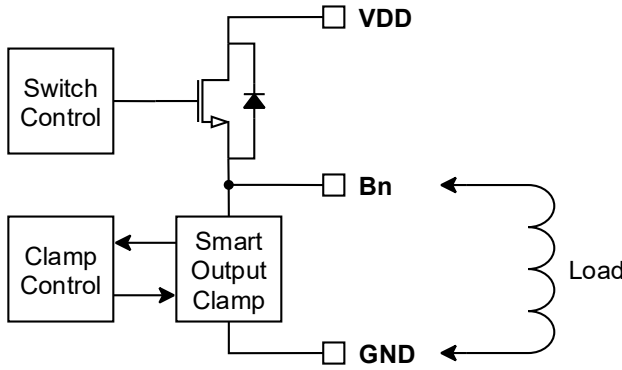 VDD
Switch
Control
Bn
Clamp
Control
Smart
Output
Clamp
Load
GND